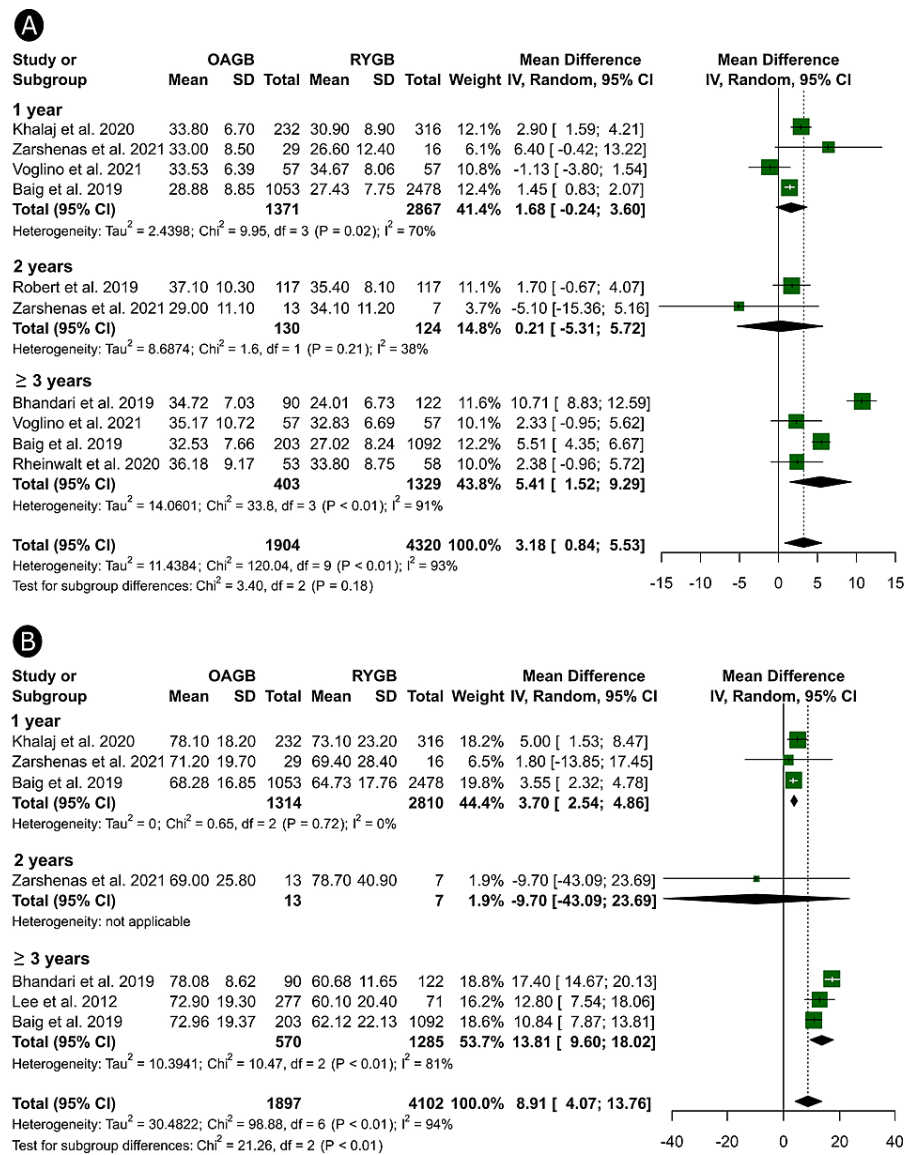 A
Study or OAGB RYGB Mean Difference Mean Difference
Subgroup Mean SD Total Mean SD Total Weight IV, Random, 95% CI IV, Random, 95% CI
1 year
Khalaj et al. 2020 33.80 6.70 232 30.90 8.90 316 12.1% 2.90 [ 1.59; 4.21]
Zarshenas et al. 2021 33.00 8.50 29 26.60 12.40 16 6.1% 6.40 [ -0.42; 13.22]
Voglino et al. 2021 33.53 6.39 57 34.67 8.06 57 10.8% -1.13 [ -3.80; 1.54]
Baig et al. 2019 28.88 8.85 1053 27.43 7.75 2478 12.4% 1.45 [ 0.83; 2.07]
Total (95% CI) 1371 2867 41.4% 1.68 [ -0.24; 3.60]
Heterogeneity: Tau² = 2.4398; Chi² = 9.95, df = 3 (P = 0.02); I² = 70%
2 years
Robert et al. 2019 37.10 10.30 117 35.40 8.10 117 11.1% 1.70 [ -0.67; 4.07]
Zarshenas et al. 2021 29.00 11.10 13 34.10 11.20 7 3.7% -5.10 [-15.36; 5.16]
Total (95% CI) 130 124 14.8% 0.21 [ -5.31; 5.72]
Heterogeneity: Tau² = 8.6874; Chi² = 1.6, df = 1 (P = 0.21); I² = 38%
≥ 3 years
Bhandari et al. 2019 34.72 7.03 90 24.01 6.73 122 11.6% 10.71 [ 8.83; 12.59]
Voglino et al. 2021 35.17 10.72 57 32.83 6.69 57 10.1% 2.33 [ -0.95; 5.62]
Baig et al. 2019 32.53 7.66 203 27.02 8.24 1092 12.2% 5.51 [ 4.35; 6.67]
Rheinwalt et al. 2020 36.18 9.17 53 33.80 8.75 58 10.0% 2.38 [ -0.96; 5.72]
Total (95% CI) 403 1329 43.8% 5.41 [ 1.52; 9.29]
Heterogeneity: Tau² = 14.0601; Chi² = 33.8, df = 3 (P < 0.01); I² = 91%
Total (95% CI) 1904 4320 100.0% 3.18 [ 0.84; 5.53]
Heterogeneity: Tau² = 11.4384; Chi² = 120.04, df = 9 (P < 0.01); I² = 93%
Test for subgroup differences: Chi² = 3.40, df = 2 (P = 0.18)
-15 -10 -5 0 5 10 15
B
Study or OAGB RYGB Mean Difference Mean Difference
Subgroup Mean SD Total Mean SD Total Weight IV, Random, 95% CI IV, Random, 95% CI
1 year
Khalaj et al. 2020 78.10 18.20 232 73.10 23.20 316 18.2% 5.00 [ 1.53; 8.47]
Zarshenas et al. 2021 71.20 19.70 29 69.40 28.40 16 6.5% 1.80 [-13.85; 17.45]
Baig et al. 2019 68.28 16.85 1053 64.73 17.76 2478 19.8% 3.55 [ 2.32; 4.78]
Total (95% CI) 1314 2810 44.4% 3.70 [ 2.54; 4.86]
Heterogeneity: Tau² = 0; Chi² = 0.65, df = 2 (P = 0.72); I² = 0%
2 years
Zarshenas et al. 2021 69.00 25.80 13 78.70 40.90 7 1.9% -9.70 [-43.09; 23.69]
Total (95% CI) 13 7 1.9% -9.70 [-43.09; 23.69]
Heterogeneity: not applicable
≥ 3 years
Bhandari et al. 2019 78.08 8.62 90 60.68 11.65 122 18.8% 17.40 [ 14.67; 20.13]
Lee et al. 2012 72.90 19.30 277 60.10 20.40 71 16.2% 12.80 [ 7.54; 18.06]
Baig et al. 2019 72.96 19.37 203 62.12 22.13 1092 18.6% 10.84 [ 7.87; 13.81]
Total (95% CI) 570 1285 53.7% 13.81 [ 9.60; 18.02]
Heterogeneity: Tau² = 10.3941; Chi² = 10.47, df = 2 (P < 0.01); I² = 81%
Total (95% CI) 1897 4102 100.0% 8.91 [ 4.07; 13.76]
Heterogeneity: Tau² = 30.4822; Chi² = 98.88, df = 6 (P < 0.01); I² = 94%
Test for subgroup differences: Chi² = 21.26, df = 2 (P < 0.01)
-40 -20 0 20 40